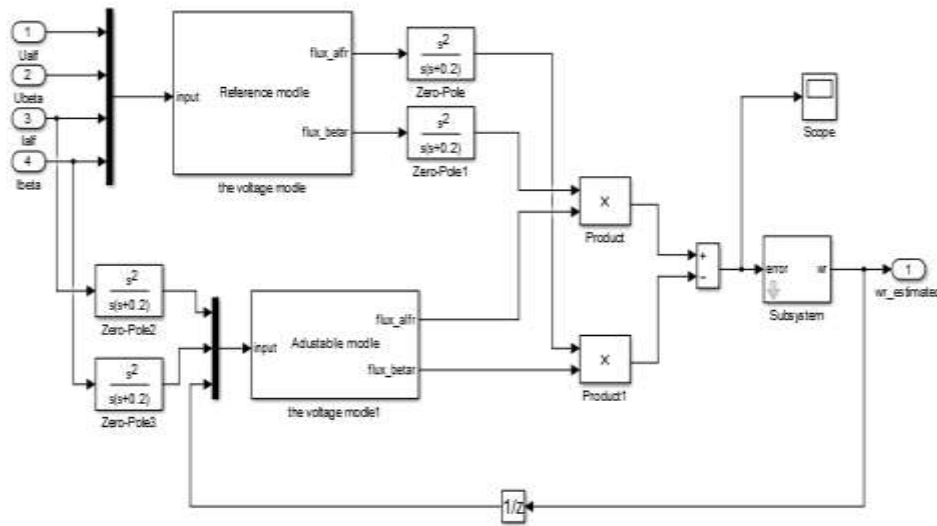 1
Ualf
2
Ubeta
3
Ialf
4
Ibeta
input
Reference modle
flux_alfr
flux_betar
the voltage modle
s2
s(s+0.2)
Zero-Pole
s2
s(s+0.2)
Zero-Pole1
Scope
X
Product
+
−
error
wr
Subsystem
1
wr_estimated
s2
s(s+0.2)
Zero-Pole2
s2
s(s+0.2)
Zero-Pole3
input
Adustable modle
flux_alfr
flux_betar
the voltage modle1
X
Product1
1/z